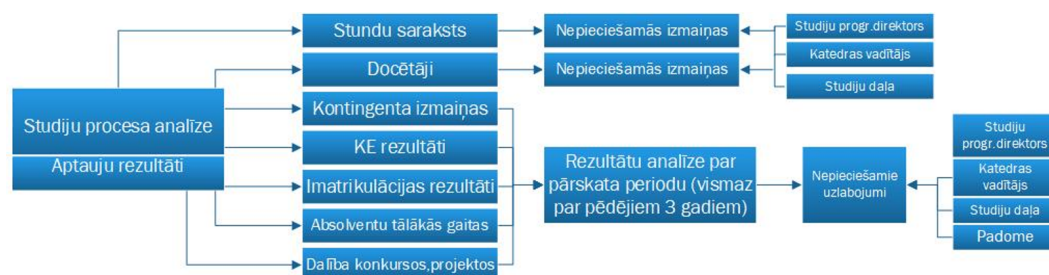 Studiju procesa analīze
Aptauju rezultāti
Stundu saraksts
Docētāji
Kontingenta izmaiņas
KE rezultāti
Imatrikulācijas rezultāti
Absolventu tālākās gaitas
Dalība konkursos,projektos
Nepieciešamās izmaiņas
Nepieciešamās izmaiņas
Rezultātu analīze par
pārskata periodu (vismaz
par pēdējiem 3 gadiem)
Studiju progr.direktors
Katedras vadītājs
Studiju daļa
Nepieciešamie
uzlabojumi
Studiju
progr.direktors
Katedras
vadītājs
Studiju daļa
Padome